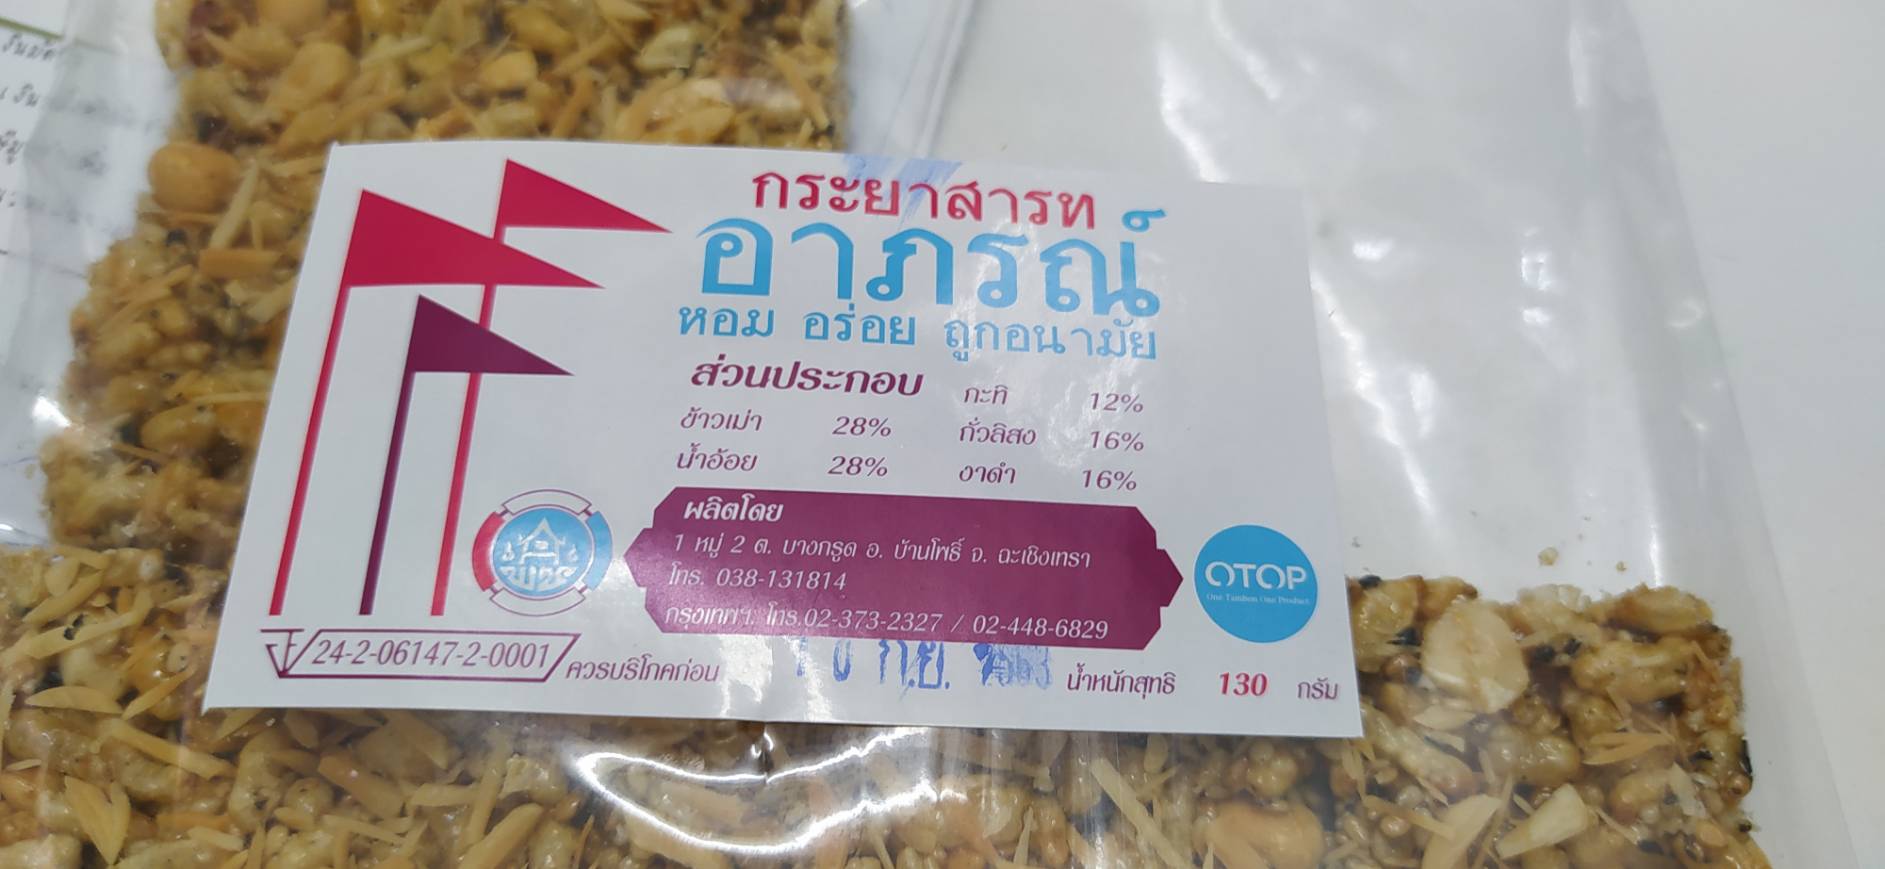 กระยาสารท
อาภรณ์
หอม อร่อย ถูกอนามัย
ส่วนประกอบ
ข้าวเม่า 28%
น้ำอ้อย 28%
กะทิ 12%
ถั่วลิสง 16%
งาดำ 16%
ผลิตโดย
1 หมู่ 2 ต. บางกรูด อ. บ้านโพธิ์ จ. ฉะเชิงเทรา
โทร. 038-131814
กรุงเทพฯ. โทร.02-373-2327 / 02-448-6829
OTOP
One Tambon One Product
24-2-06147-2-0001
ควรบริโภคก่อน ก.ย.
น้ำหนักสุทธิ 130 กรัม